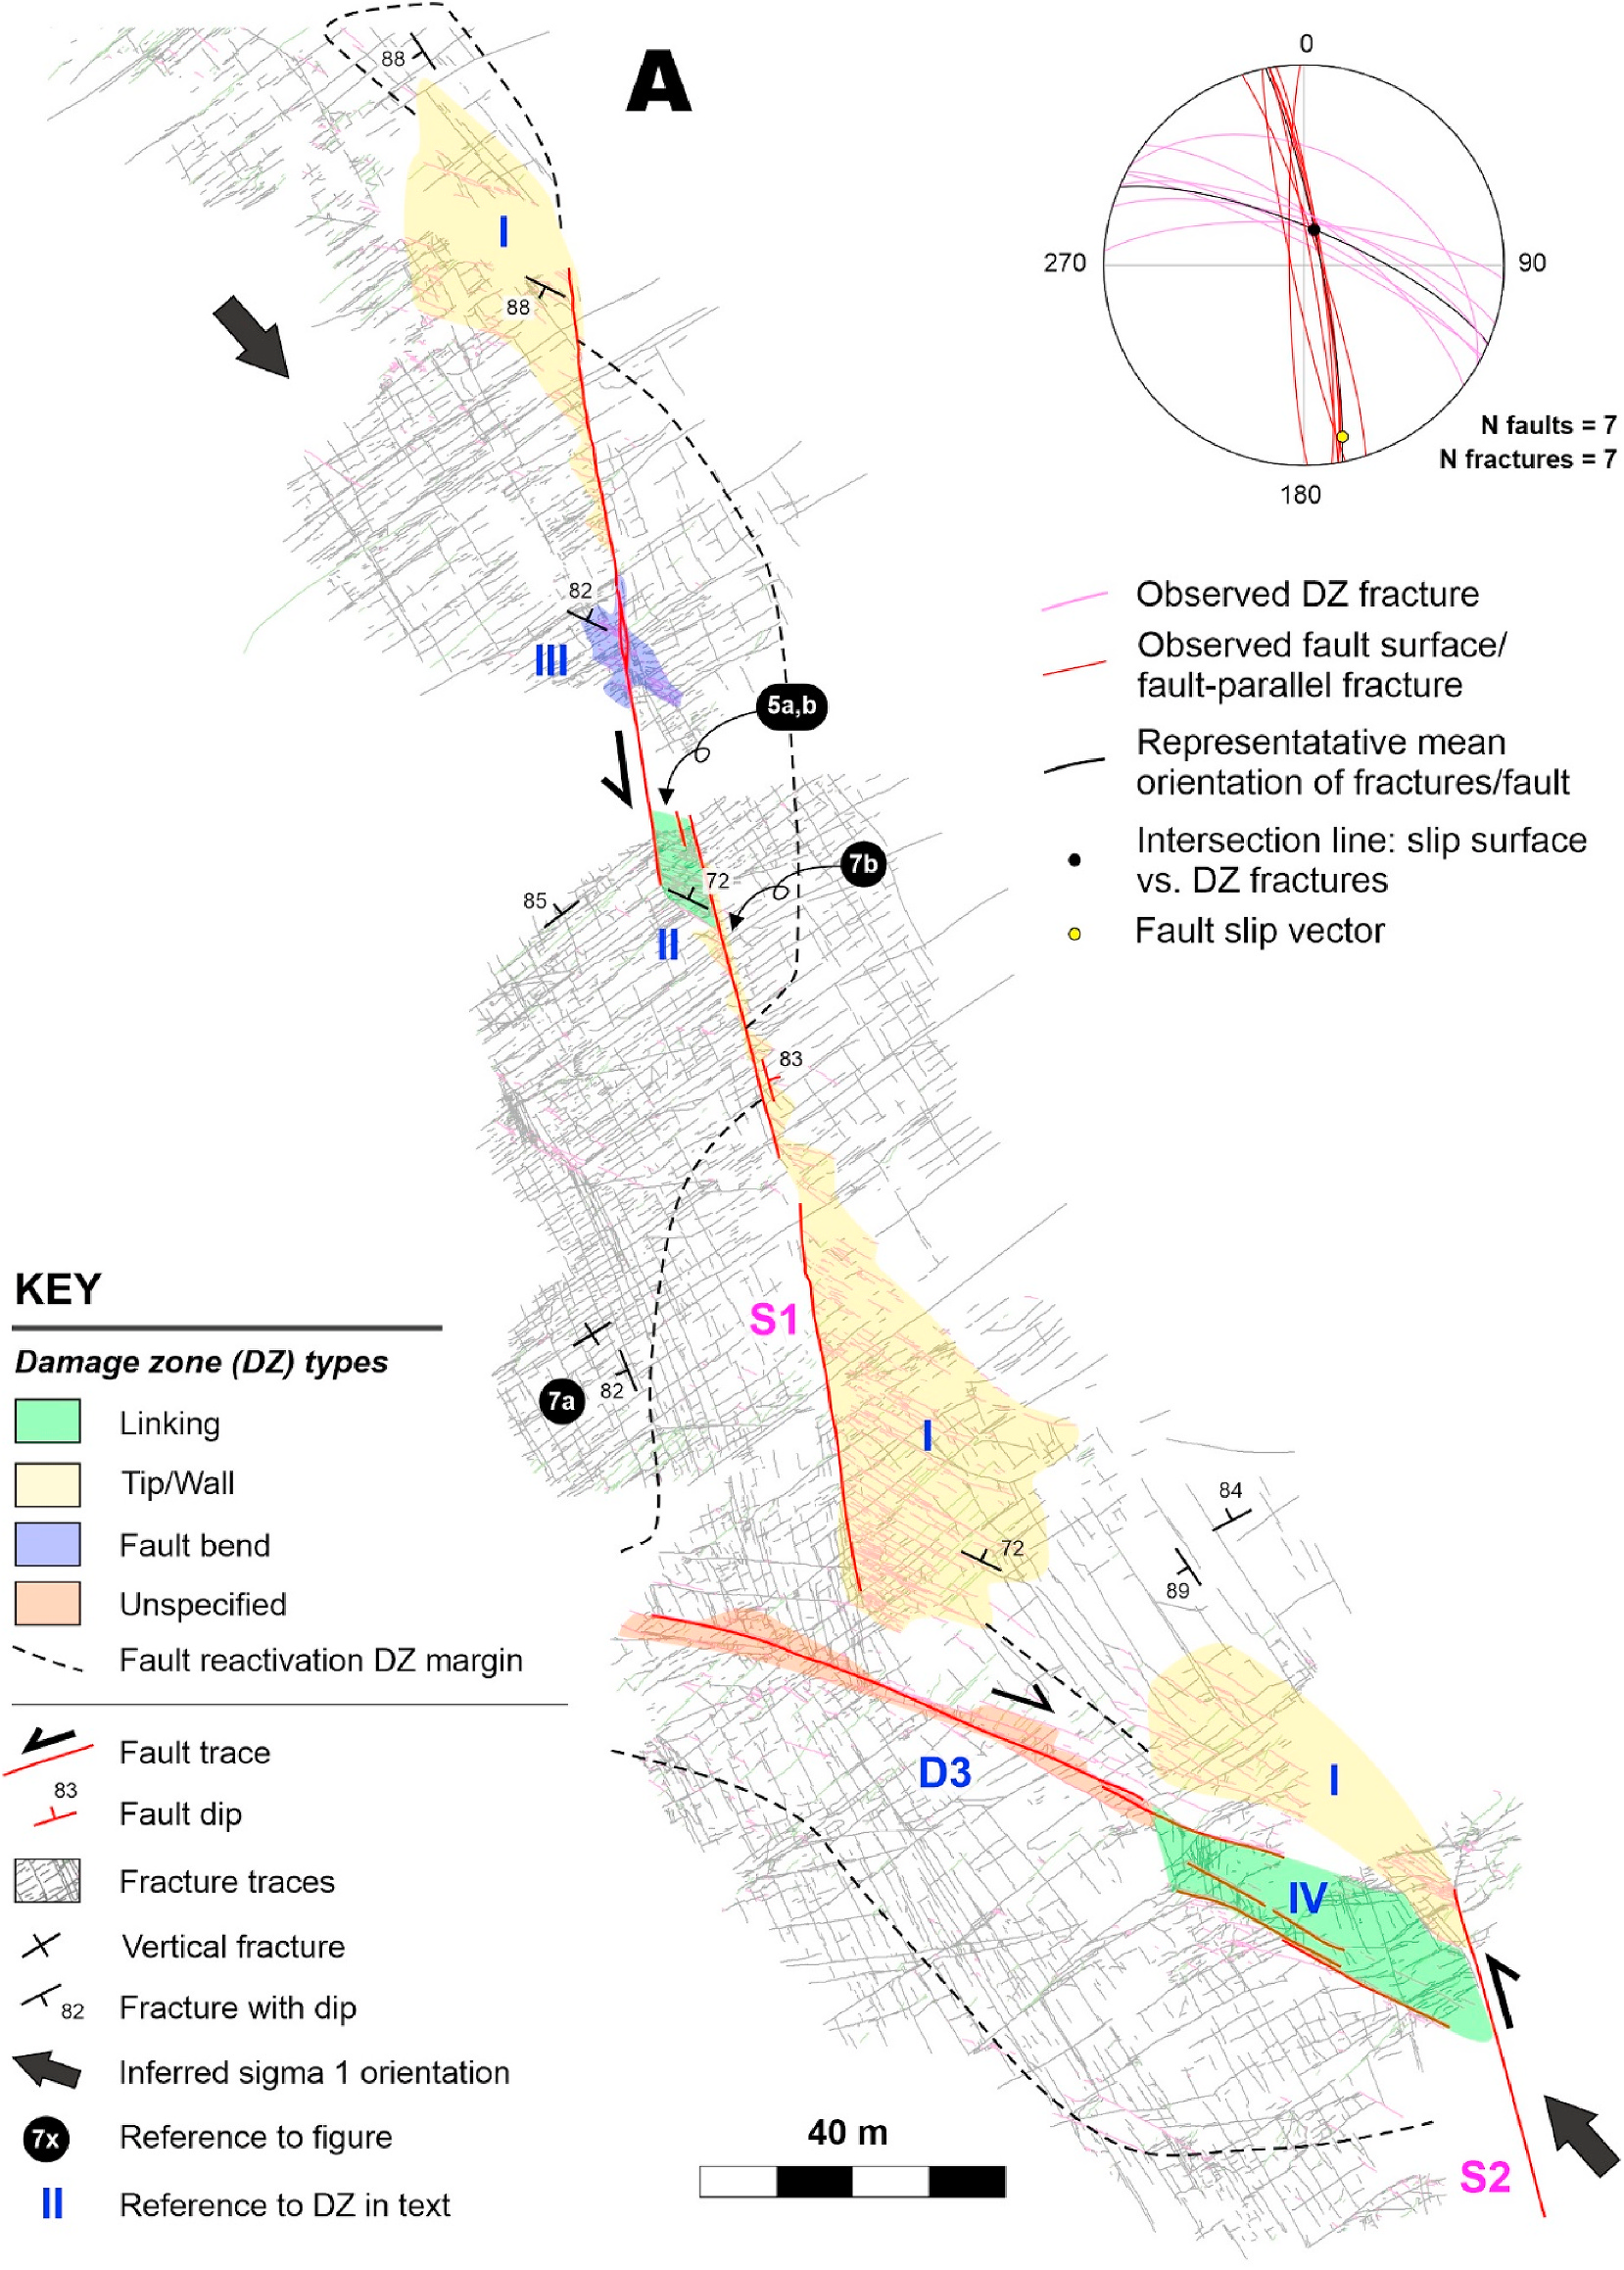 A
88
I
88
0
270
90
180
N faults = 7
N fractures = 7
82
III
5a,b
Observed DZ fracture
Observed fault surface/
fault-parallel fracture
Representatative mean
orientation of fractures/fault
Intersection line: slip surface
vs. DZ fractures
Fault slip vector
7b
72
85
II
83
S1
7a
82
I
72
84
89
D3
I
IV
S2
40 m
KEY
Damage zone (DZ) types
Linking
Tip/Wall
Fault bend
Unspecified
Fault reactivation DZ margin
Fault trace
83
Fault dip
Fracture traces
Vertical fracture
82
Fracture with dip
Inferred sigma 1 orientation
7x
Reference to figure
II
Reference to DZ in text